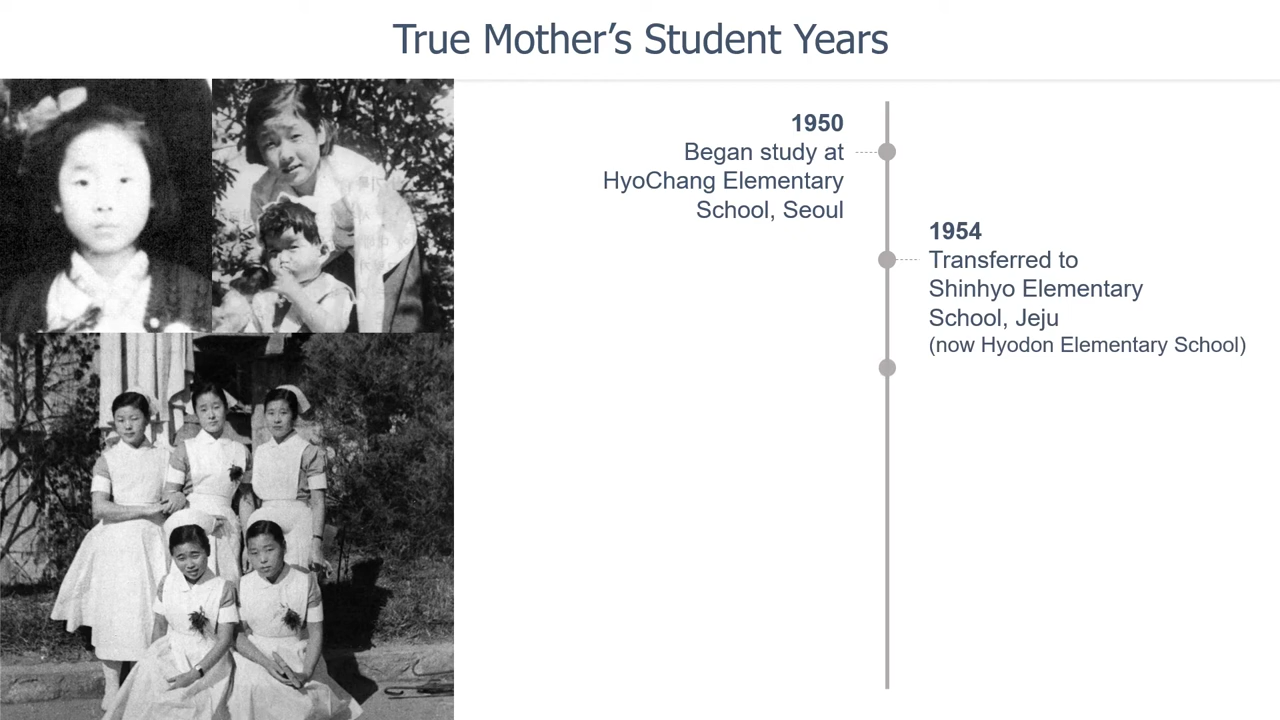 True Mother’s Student Years
1950
Began study at
HyoChang Elementary
School, Seoul
1954
Transferred to
Shinhyo Elementary
School, Jeju
(now Hyodon Elementary School)